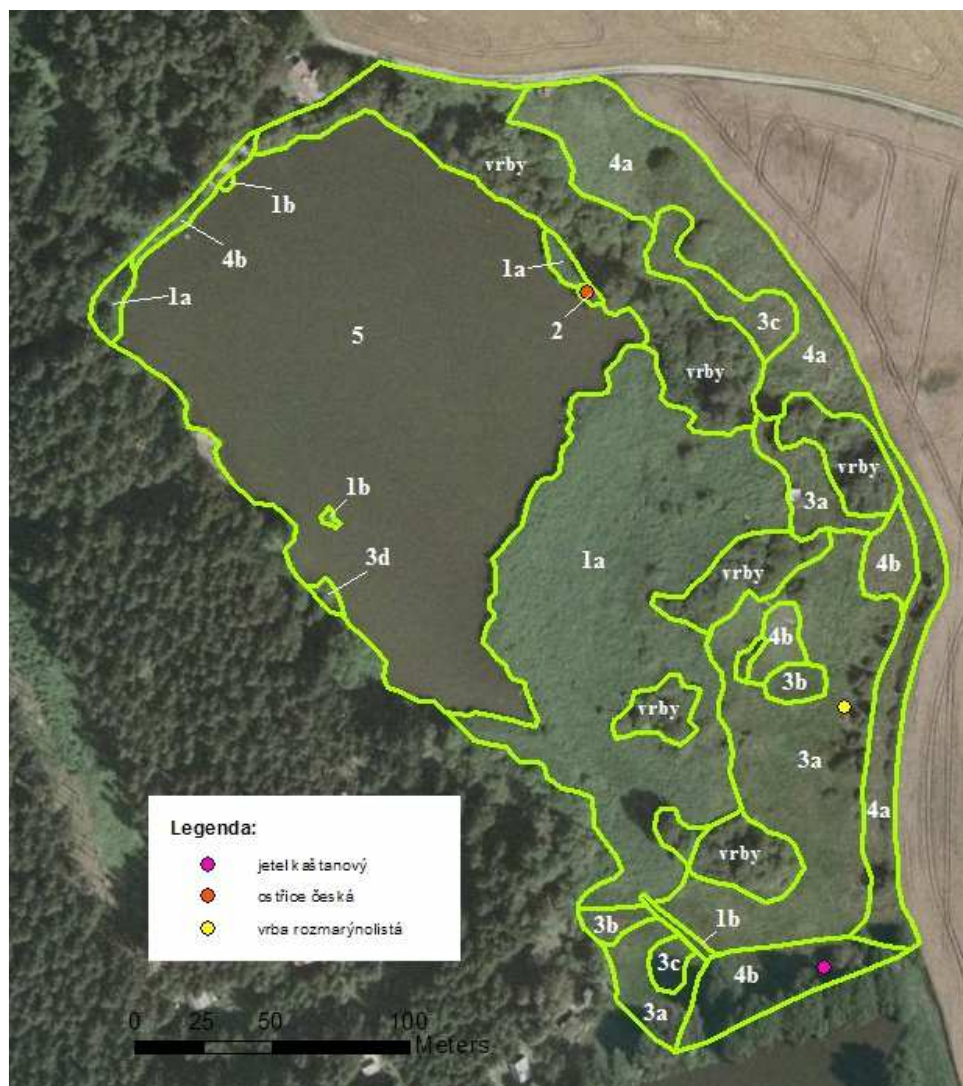 4a
vrby
1b
4b
1a
1a
2
5
3c
4a
vrby
vrby
3a
1b
3d
1a
vrby
4b
4b
3b
vrby
3a
4a
vrby
3b
1b
3c
4b
3a
Legenda:
jetel kaštanový
ostřice česká
vrba rozmarýnolistá
0 25 50 100
Meters